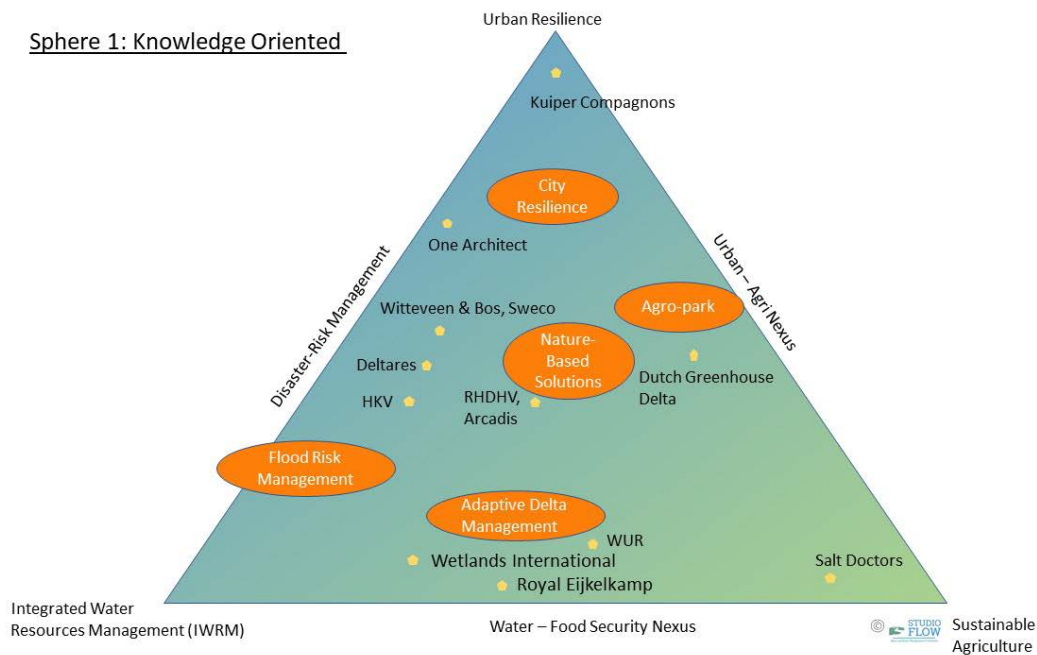 Urban Resilience
Sphere 1: Knowledge Oriented
Kuiper Compagnons
City
Resilience
One Architect
Disaster-Risk Management
Urban – Agri Nexus
Agro-park
Witteveen & Bos, Sweco
Nature-
Based
Solutions
Deltares
Dutch Greenhouse
Delta
HKV
RHDHV,
Arcadis
Flood Risk
Management
Adaptive Delta
Management
WUR
Wetlands International
Salt Doctors
Royal Eijkelkamp
Integrated Water
Resources Management (IWRM)
Water – Food Security Nexus
© STUDIO
FLOW
Sustainable
Agriculture